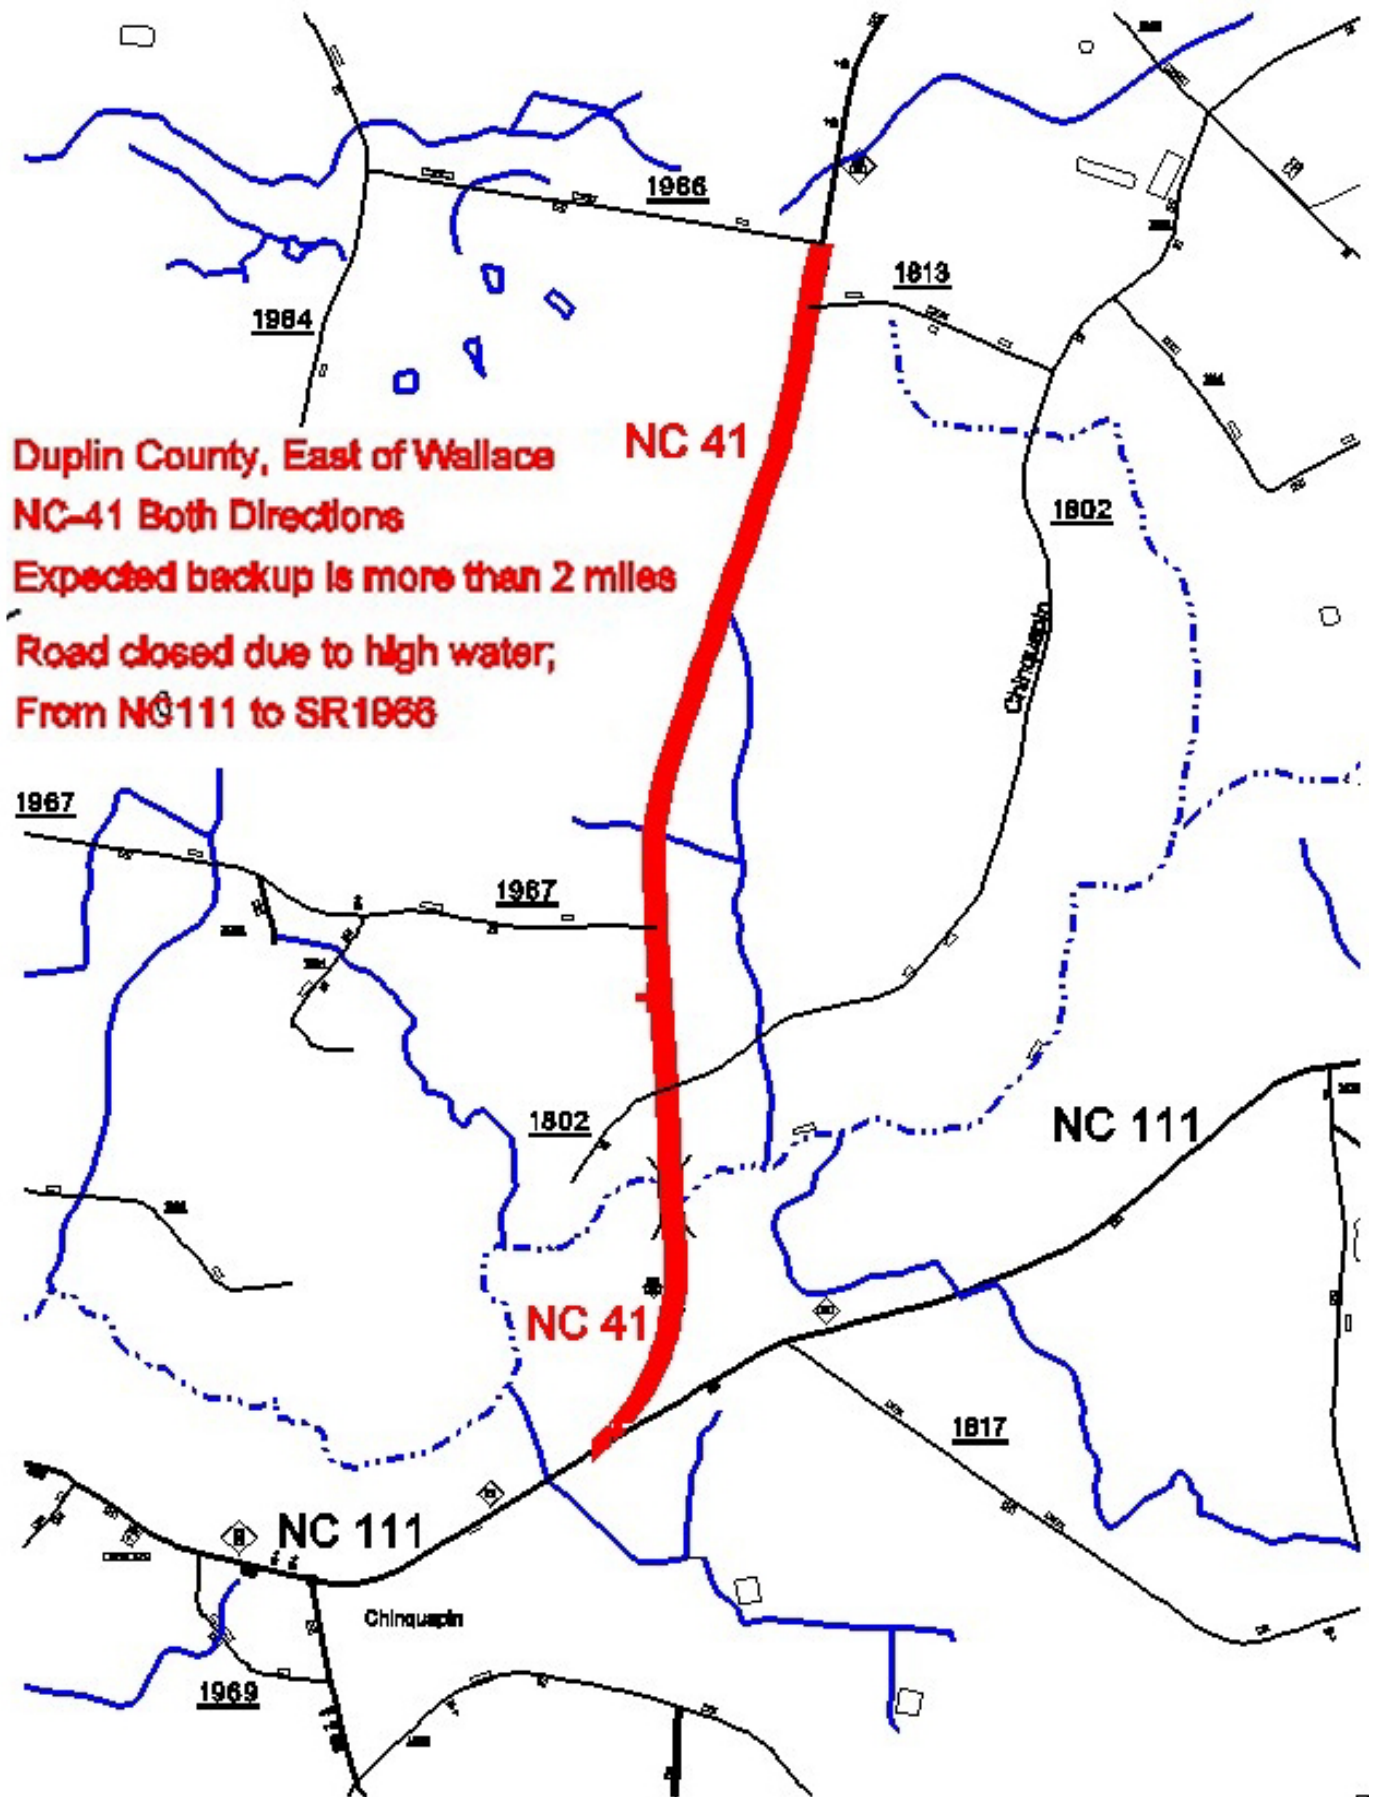 1966
1813
1984
NC 41
Duplin County, East of Wallace
NC-41 Both Directions
Expected backup is more than 2 miles
Road closed due to high water;
From NC111 to SR1966
1802
Chinquapin
1967
1967
1802
NC 111
NC 41
1817
NC 111
Chinquapin
1969